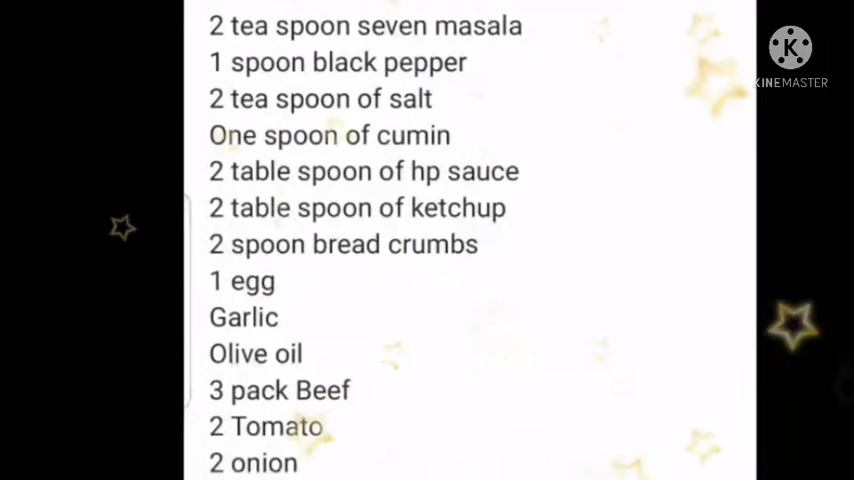 2 tea spoon seven masala
1 spoon black pepper
2 tea spoon of salt
One spoon of cumin
2 table spoon of hp sauce
2 table spoon of ketchup
2 spoon bread crumbs
1 egg
Garlic
Olive oil
3 pack Beef
2 Tomato
2 onion
K
KINEMASTER